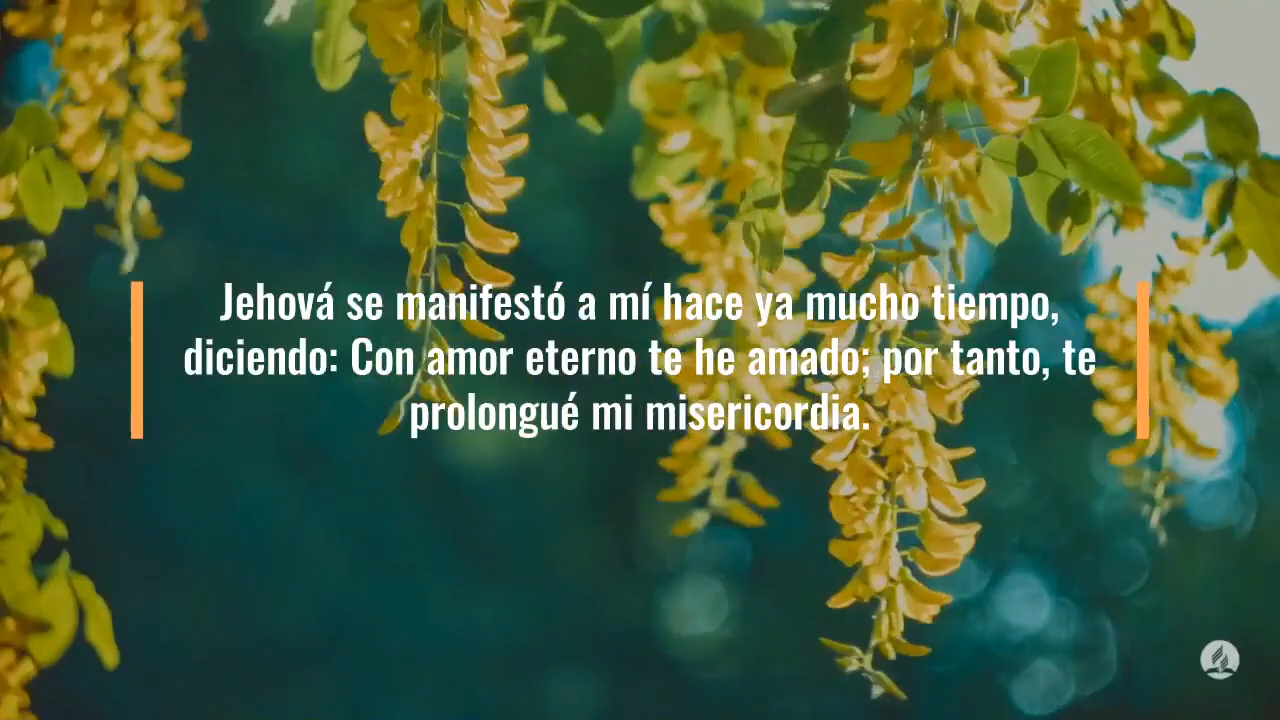 Jehová se manifestó a mí hace ya mucho tiempo,
diciendo: Con amor eterno te he amado; por tanto, te
prolongué mi misericordia.